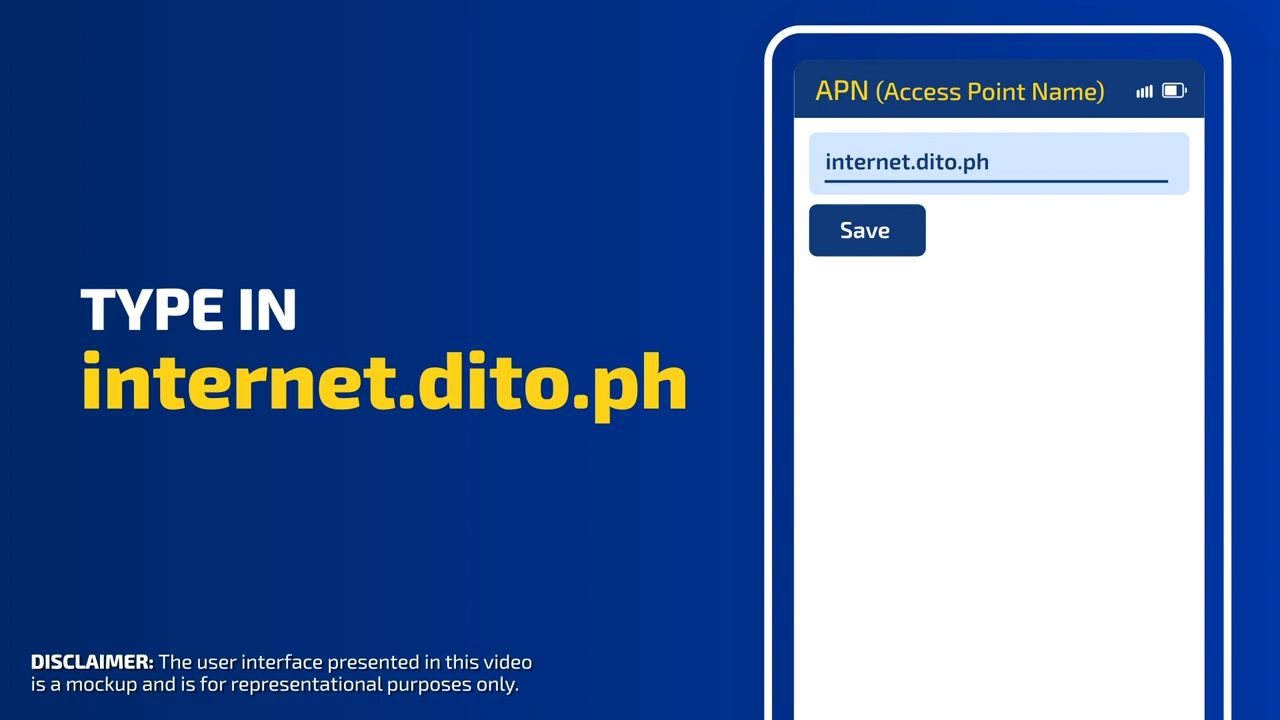 APN (Access Point Name)
internet.dito.ph
Save
TYPE IN
internet.dito.ph
DISCLAIMER: The user interface presented in this video
is a mockup and is for representational purposes only.